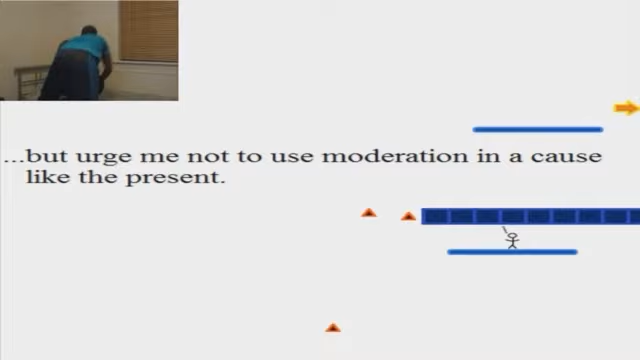 ...but urge me not to use moderation in a cause
like the present.